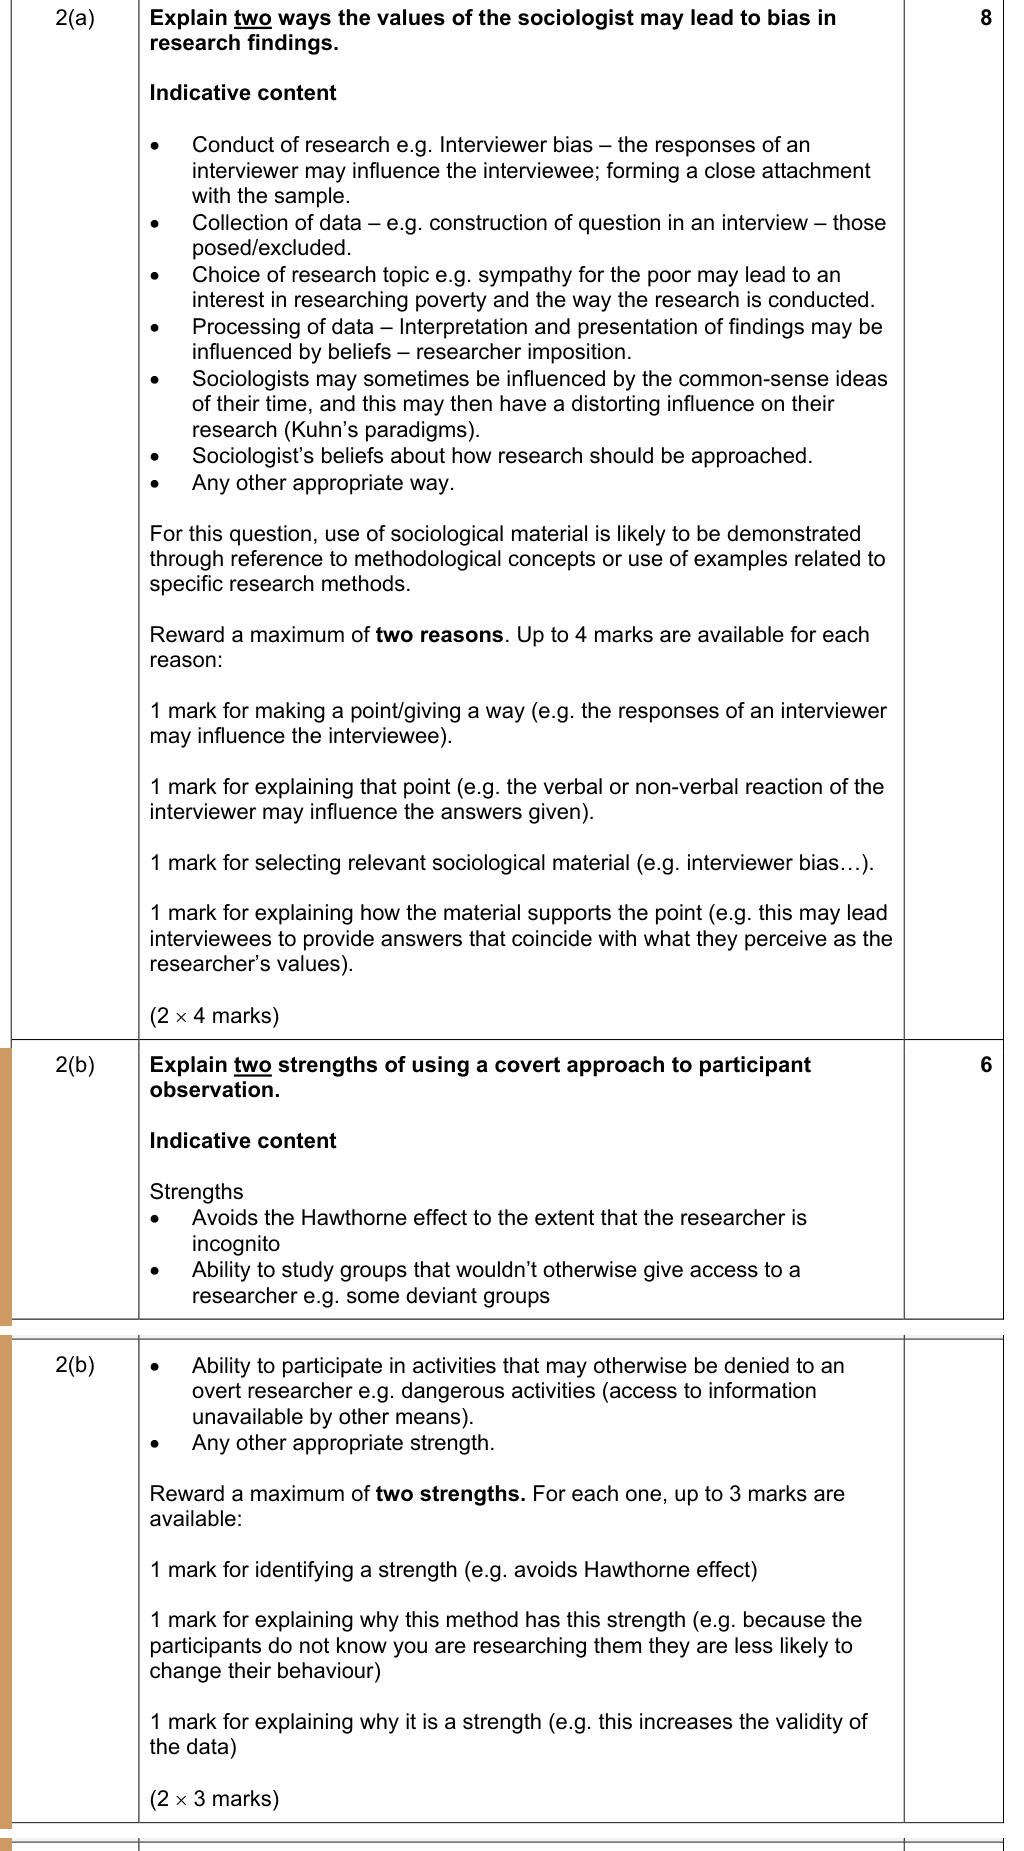 2(a)
Explain two ways the values of the sociologist may lead to bias in
research findings.
8
Indicative content
• Conduct of research e.g. Interviewer bias – the responses of an
interviewer may influence the interviewee; forming a close attachment
with the sample.
• Collection of data – e.g. construction of question in an interview – those
posed/excluded.
• Choice of research topic e.g. sympathy for the poor may lead to an
interest in researching poverty and the way the research is conducted.
• Processing of data – Interpretation and presentation of findings may be
influenced by beliefs – researcher imposition.
• Sociologists may sometimes be influenced by the common-sense ideas
of their time, and this may then have a distorting influence on their
research (Kuhn’s paradigms).
• Sociologist’s beliefs about how research should be approached.
• Any other appropriate way.
For this question, use of sociological material is likely to be demonstrated
through reference to methodological concepts or use of examples related to
specific research methods.
Reward a maximum of two reasons. Up to 4 marks are available for each
reason:
1 mark for making a point/giving a way (e.g. the responses of an interviewer
may influence the interviewee).
1 mark for explaining that point (e.g. the verbal or non-verbal reaction of the
interviewer may influence the answers given).
1 mark for selecting relevant sociological material (e.g. interviewer bias…).
1 mark for explaining how the material supports the point (e.g. this may lead
interviewees to provide answers that coincide with what they perceive as the
researcher’s values).
(2 × 4 marks)
2(b)
Explain two strengths of using a covert approach to participant
observation.
6
Indicative content
Strengths
• Avoids the Hawthorne effect to the extent that the researcher is
incognito
• Ability to study groups that wouldn’t otherwise give access to a
researcher e.g. some deviant groups
2(b)
• Ability to participate in activities that may otherwise be denied to an
overt researcher e.g. dangerous activities (access to information
unavailable by other means).
• Any other appropriate strength.
Reward a maximum of two strengths. For each one, up to 3 marks are
available:
1 mark for identifying a strength (e.g. avoids Hawthorne effect)
1 mark for explaining why this method has this strength (e.g. because the
participants do not know you are researching them they are less likely to
change their behaviour)
1 mark for explaining why it is a strength (e.g. this increases the validity of
the data)
(2 × 3 marks)